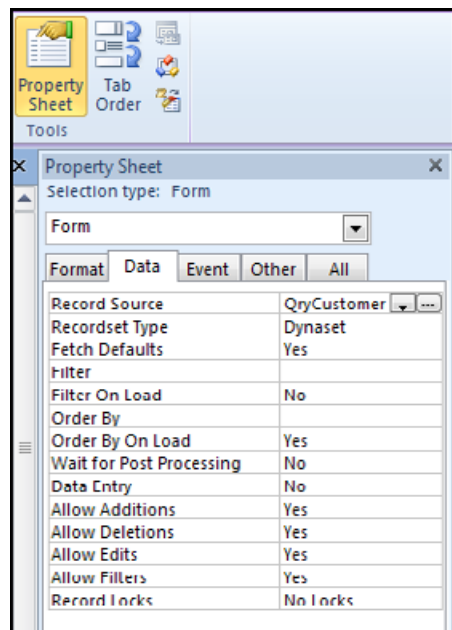 Property Sheet
Tab Order
Tools
Property Sheet
Selection type: Form
Form
Format Data Event Other All
Record Source QryCustomer
Recordset Type Dynaset
Fetch Defaults Yes
Filter
Filter On Load No
Order By
Order By On Load Yes
Wait for Post Processing No
Data Entry No
Allow Additions Yes
Allow Deletions Yes
Allow Edits Yes
Allow Filters Yes
Record Locks No Locks